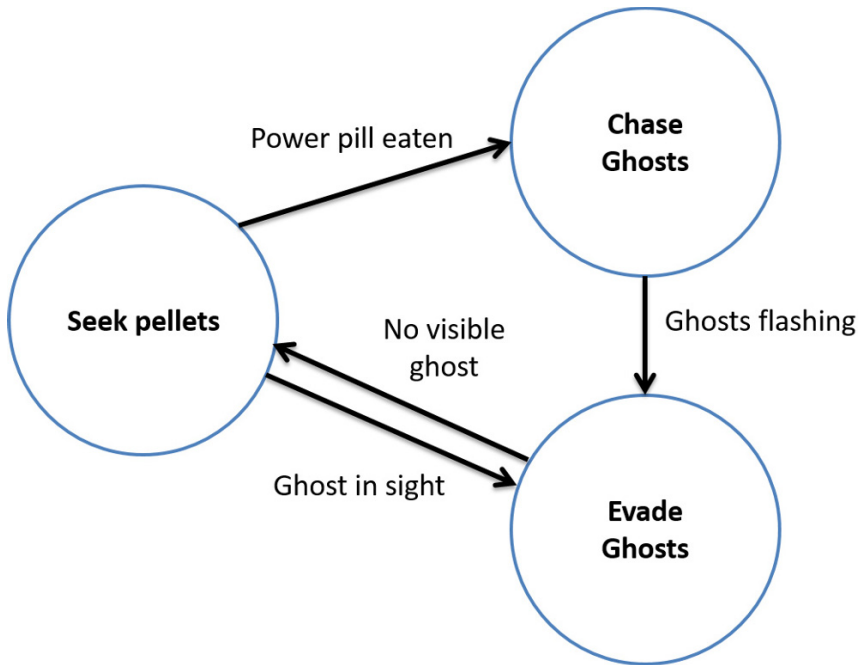 Chase
Ghosts
Power pill eaten
Seek pellets
No visible
ghost
Ghosts flashing
Ghost in sight
Evade
Ghosts